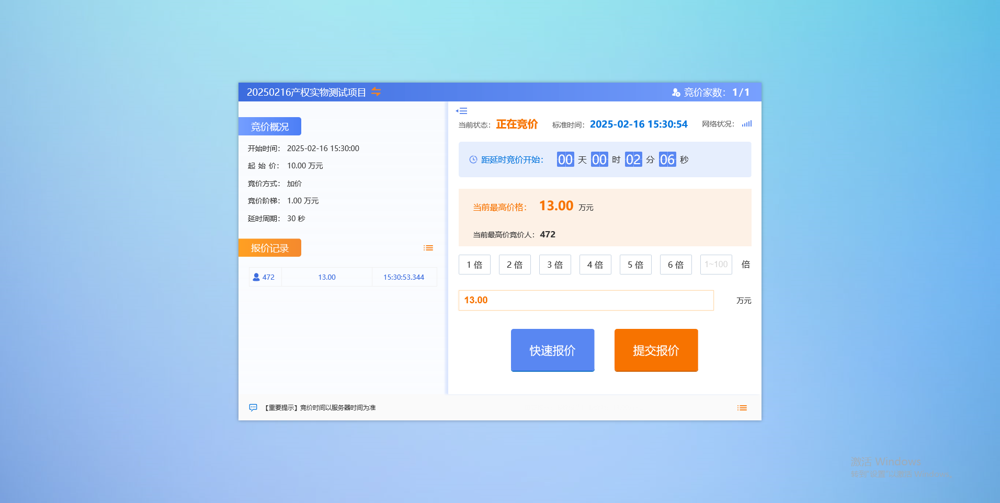 20250216产权实物测试项目
竞价家数：1/1
竞价概况
开始时间： 2025-02-16 15:30:00
起 始 价： 10.00 万元
竞价方式： 加价
竞价阶梯： 1.00 万元
延时周期： 30 秒
报价记录
472 13.00 15:30:53.344
当前状态： 正在竞价 标准时间： 2025-02-16 15:30:54 网络状况：
距延时竞价开始： 00 天 00 时 02 分 06 秒
当前最高价格： 13.00 万元
当前最高价竞价人： 472
1 倍 2 倍 3 倍 4 倍 5 倍 6 倍 1~100 倍
13.00 万元
快速报价 提交报价
【重要提示】竞价时间以服务器时间为准
激活 Windows
转到"设置"以激活 Windows。